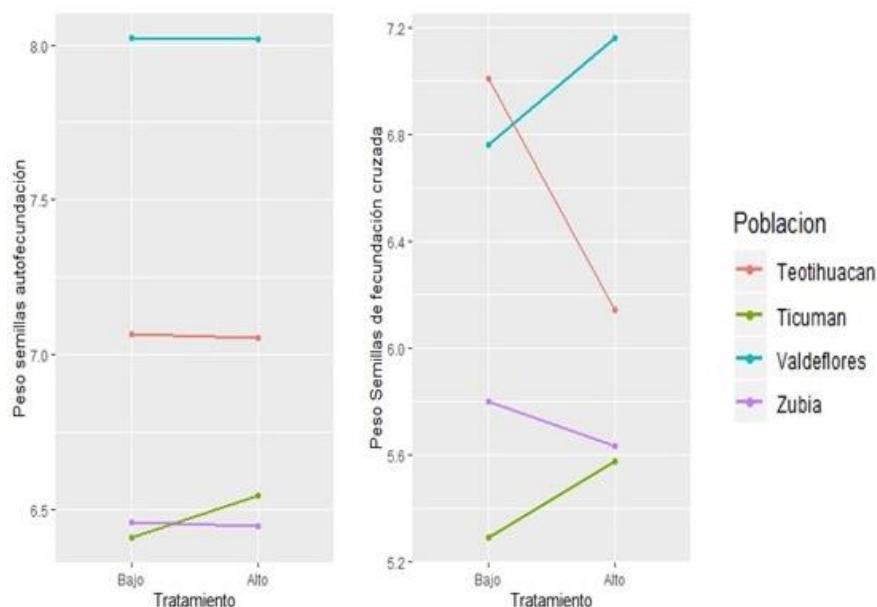 Peso semillas autofecundación
8.0
7.5
7.0
6.5
Bajo
Alto
Tratamiento
Peso Semillas de fecundación cruzada
7.2
6.8
6.4
6.0
5.6
5.2
Bajo
Alto
Tratamiento
Poblacion
Teotihuacan
Ticuman
Valdeflores
Zubia